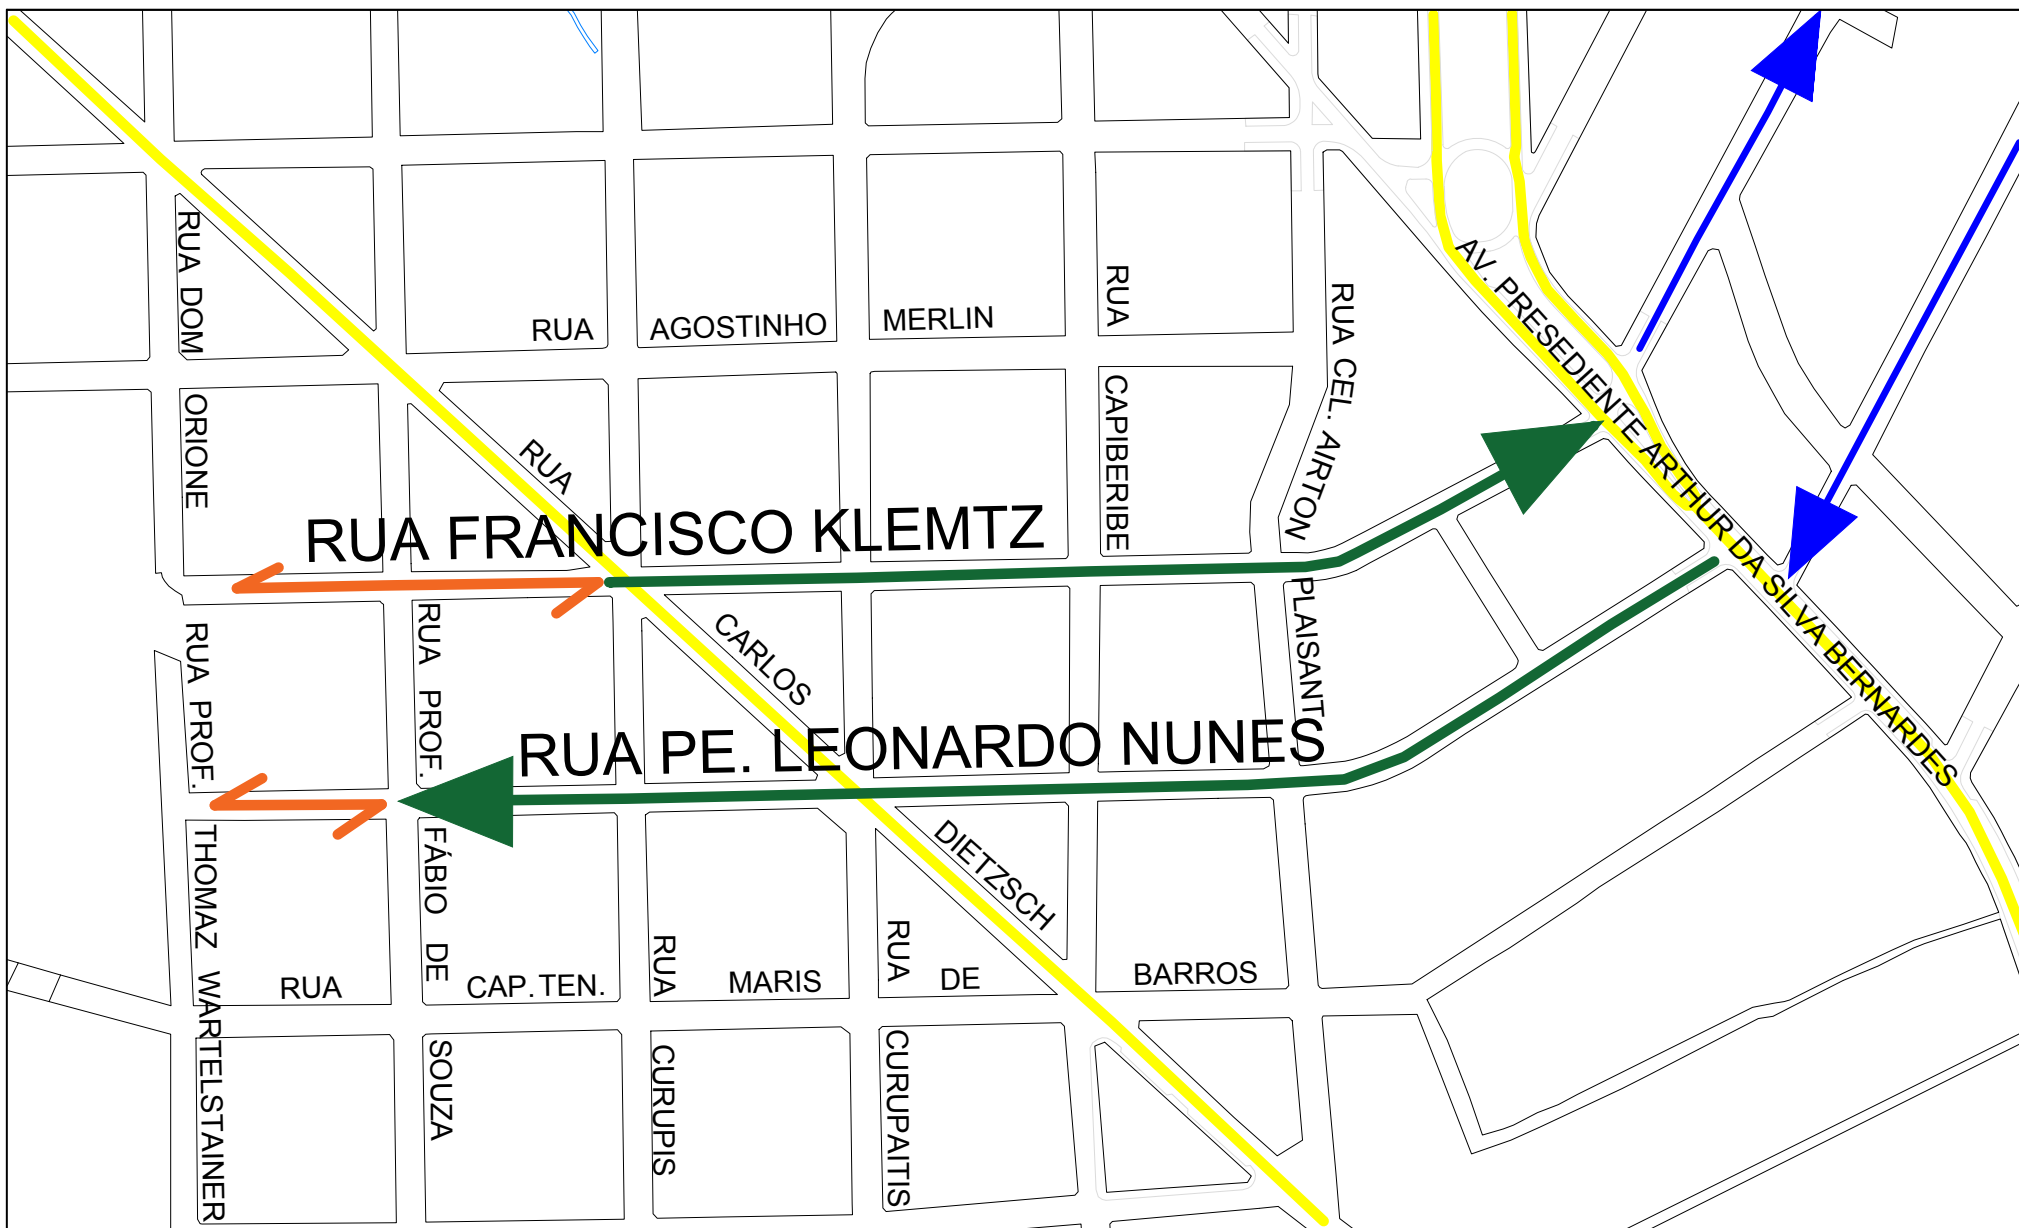 RUA DOM ORIONE
RUA AGOSTINHO MERLIN
RUA CAPIBERIBE
RUA CEL. AIRTON PLAISANT
AV. PRESEDIENTE ARTHUR DA SILVA BERNARDES
RUA CARLOS DIETZSCH
RUA FRANCISCO KLEMTZ
RUA PROF. THOMAZ WARTELSTAINER
RUA PROF. FÁBIO DE SOUZA
RUA PE. LEONARDO NUNES
RUA CAP. TEN. MARIS DE BARROS
RUA CURUPIS
RUA CURUPAITIS